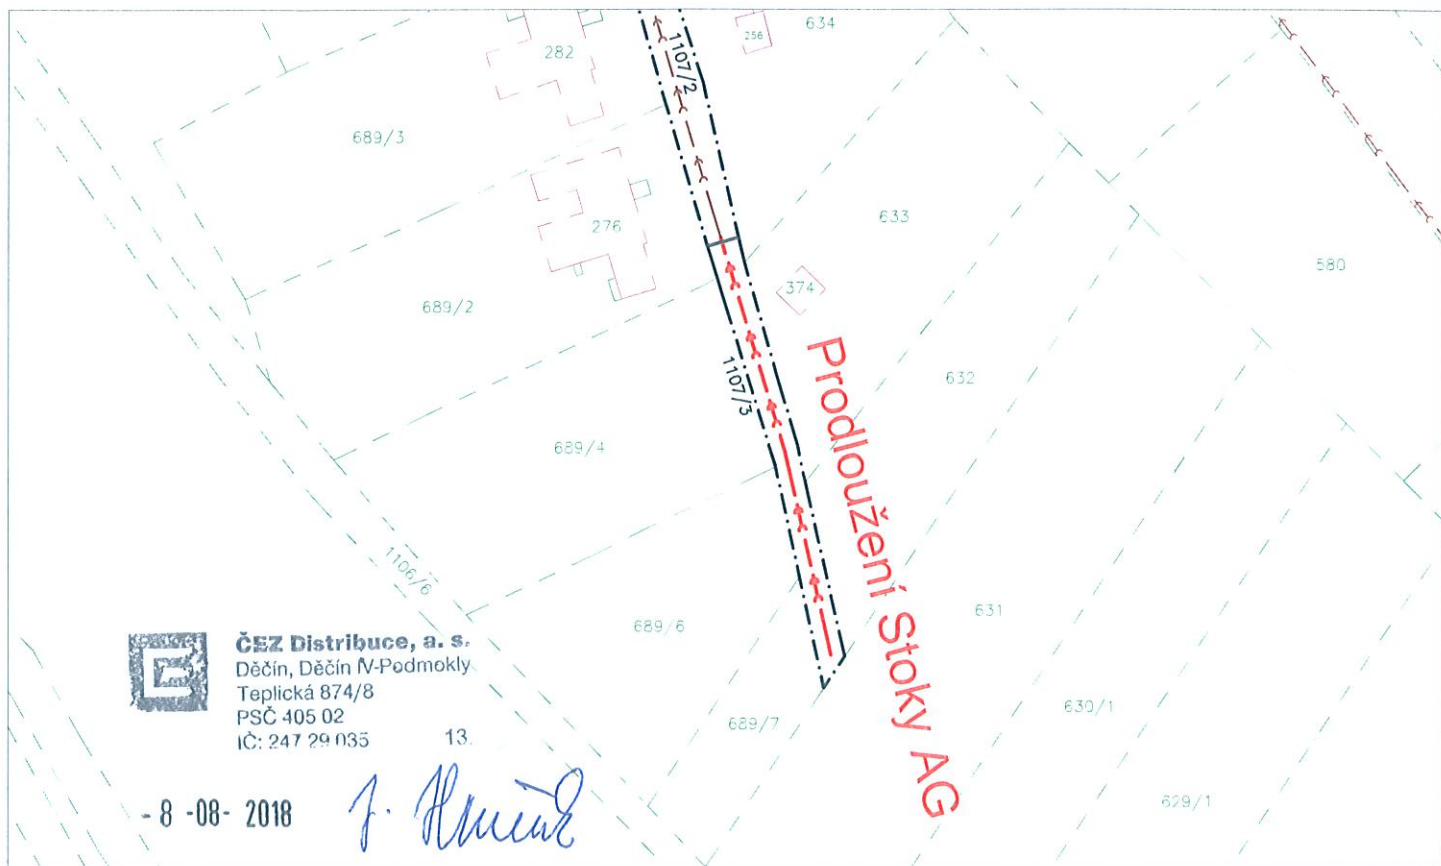 634
256
282
1107/2
689/3
633
276
580
374
689/2
632
1107/3
689/4
Prodloužení Stoky AG
1106/6
631
689/6
ČEZ Distribuce, a. s.
Děčín, Děčín IV-Podmokly
Teplická 874/8
PSČ 405 02
IČ: 247 29 035 13.
630/1
689/7
629/1
- 8 -08- 2018